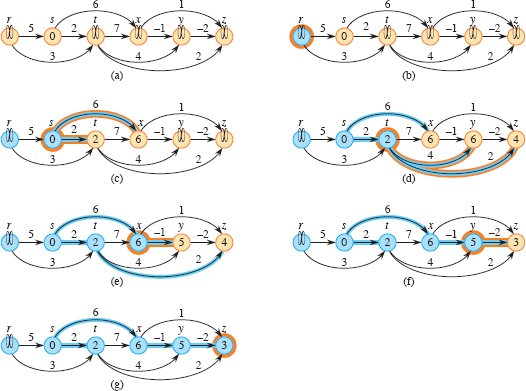 6 1
r s t x y z
∞ 5 0 2 ∞ 7 ∞ −1 ∞ −2 ∞
3 4 2
(a)
6 1
r s t x y z
∞ 5 0 2 ∞ 7 ∞ −1 ∞ −2 ∞
3 4 2
(b)
6 1
r s t x y z
∞ 5 0 2 2 7 6 −1 ∞ −2 ∞
3 4 2
(c)
6 1
r s t x y z
∞ 5 0 2 2 7 6 −1 6 −2 4
3 4 2
(d)
6 1
r s t x y z
∞ 5 0 2 2 7 6 −1 5 −2 4
3 4 2
(e)
6 1
r s t x y z
∞ 5 0 2 2 7 6 −1 5 −2 3
3 4 2
(f)
6 1
r s t x y z
∞ 5 0 2 2 7 6 −1 5 −2 3
3 4 2
(g)